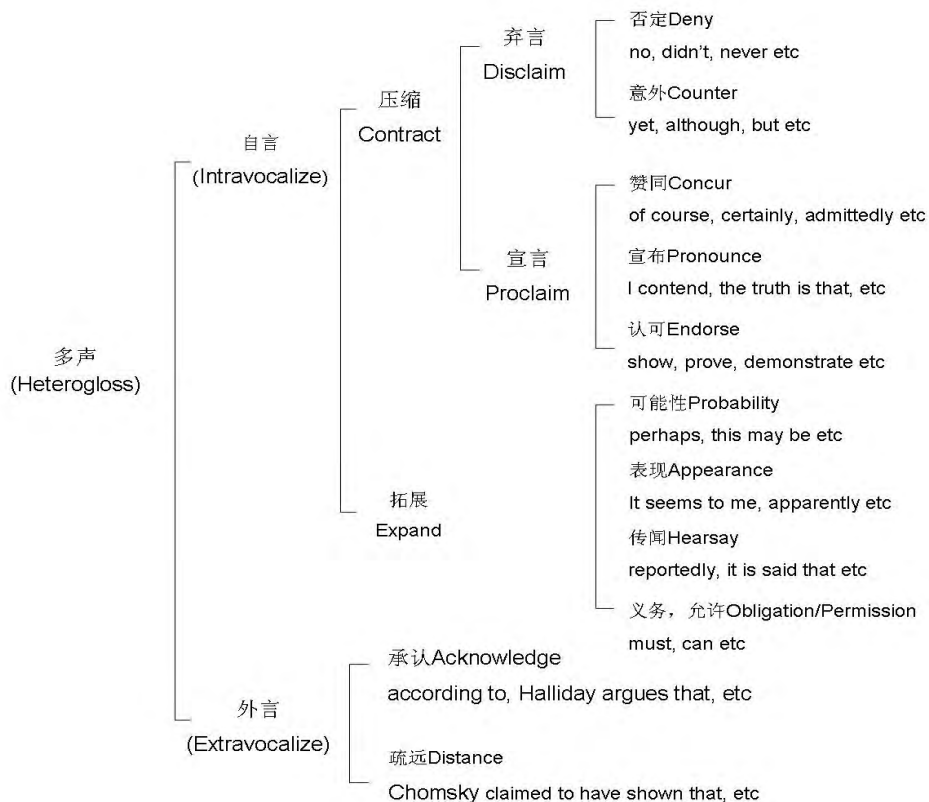 多声
(Heterogloss)
自言
(Intravocalize)
压缩
Contract
弃言
Disclaim
否定Deny
no, didn't, never etc
意外Counter
yet, although, but etc
宣言
Proclaim
赞同Concur
of course, certainly, admittedly etc
宣布Pronounce
I contend, the truth is that, etc
认可Endorse
show, prove, demonstrate etc
拓展
Expand
可能性Probability
perhaps, this may be etc
表现Appearance
It seems to me, apparently etc
传闻Hearsay
reportedly, it is said that etc
义务，允许Obligation/Permission
must, can etc
外言
(Extravocalize)
承认Acknowledge
according to, Halliday argues that, etc
疏远Distance
Chomsky claimed to have shown that, etc